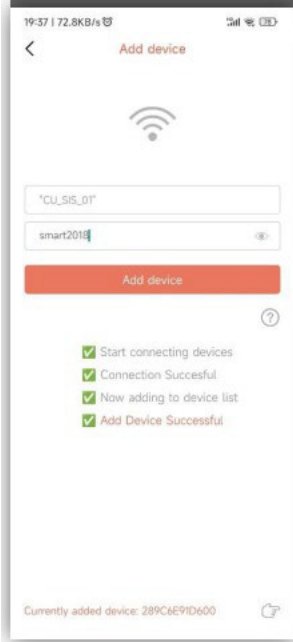 19:37 | 72.8KB/s
Add device
"CU_SIS_01"
smart2018
Add device
Start connecting devices
Connection Succesful
Now adding to device list
Add Device Successful
Currently added device: 289C6E91D600